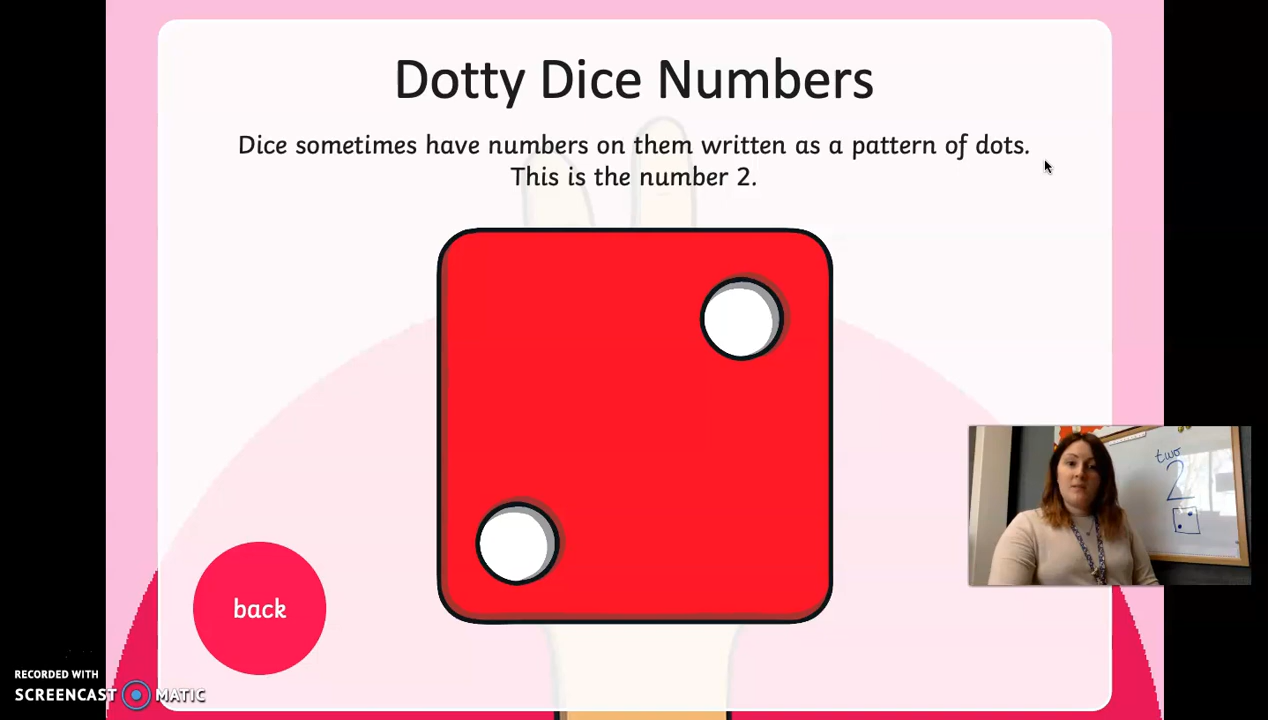 Dotty Dice Numbers
Dice sometimes have numbers on them written as a pattern of dots.
This is the number 2.
two
2
back
RECORDED WITH
SCREENCAST MATIC